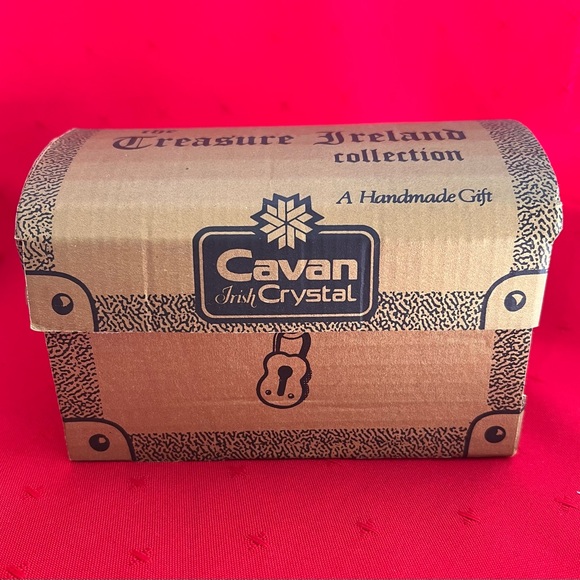 the
Treasure Ireland
collection
A Handmade Gift
Cavan
Irish Crystal